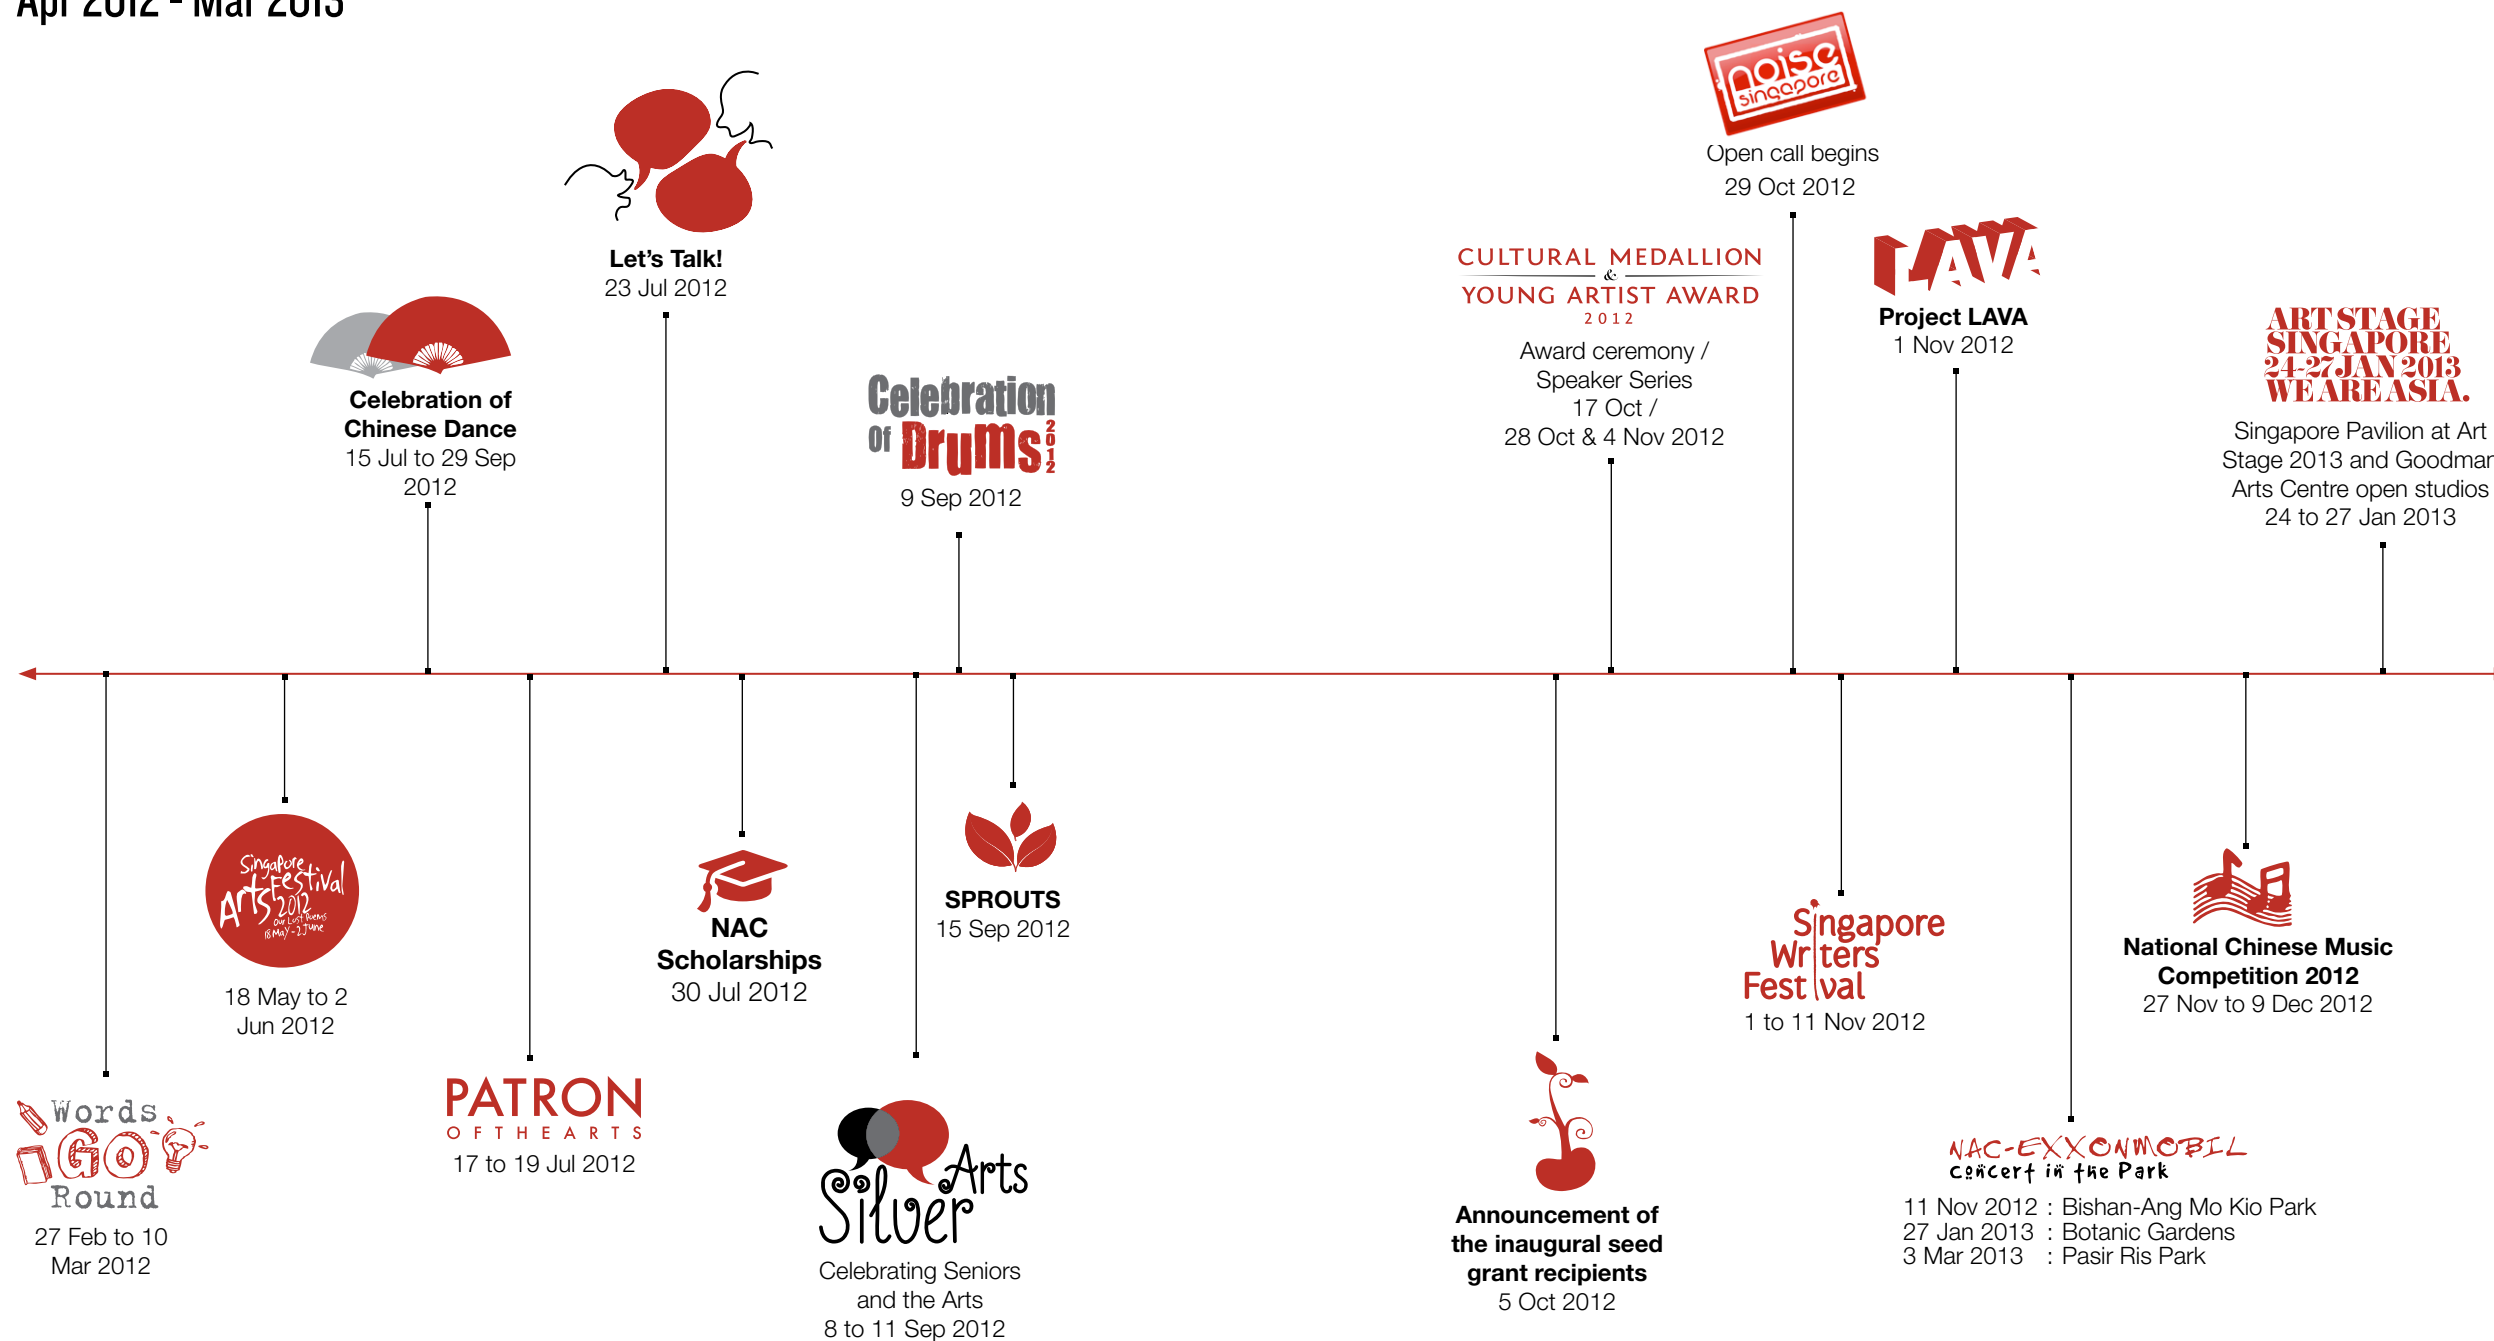 Apr 2012 - Mar 2013
noise
singapore
Open call begins
29 Oct 2012
Let's Talk!
23 Jul 2012
CULTURAL MEDALLION
&
YOUNG ARTIST AWARD
2012
Award ceremony /
Speaker Series
17 Oct /
28 Oct & 4 Nov 2012
LAVA
Project LAVA
1 Nov 2012
ART STAGE
SINGAPORE
24-27 JAN 2013
WE ARE ASIA.
Singapore Pavilion at Art
Stage 2013 and Goodman
Arts Centre open studios
24 to 27 Jan 2013
Celebration of
Chinese Dance
15 Jul to 29 Sep
2012
Celebration
Of Drums 2012
9 Sep 2012
Singapore
Arts Festival
2012
Our Lost Poems
18 May - 2 June
18 May to 2
Jun 2012
NAC
Scholarships
30 Jul 2012
SPROUTS
15 Sep 2012
Singapore
Writers
Festival
1 to 11 Nov 2012
National Chinese Music
Competition 2012
27 Nov to 9 Dec 2012
Words
GO
Round
27 Feb to 10
Mar 2012
PATRON
OFTHEARTS
17 to 19 Jul 2012
Silver Arts
Celebrating Seniors
and the Arts
8 to 11 Sep 2012
Announcement of
the inaugural seed
grant recipients
5 Oct 2012
NAC-EXXONMOBIL
concert in the Park
11 Nov 2012 : Bishan-Ang Mo Kio Park
27 Jan 2013 : Botanic Gardens
3 Mar 2013 : Pasir Ris Park